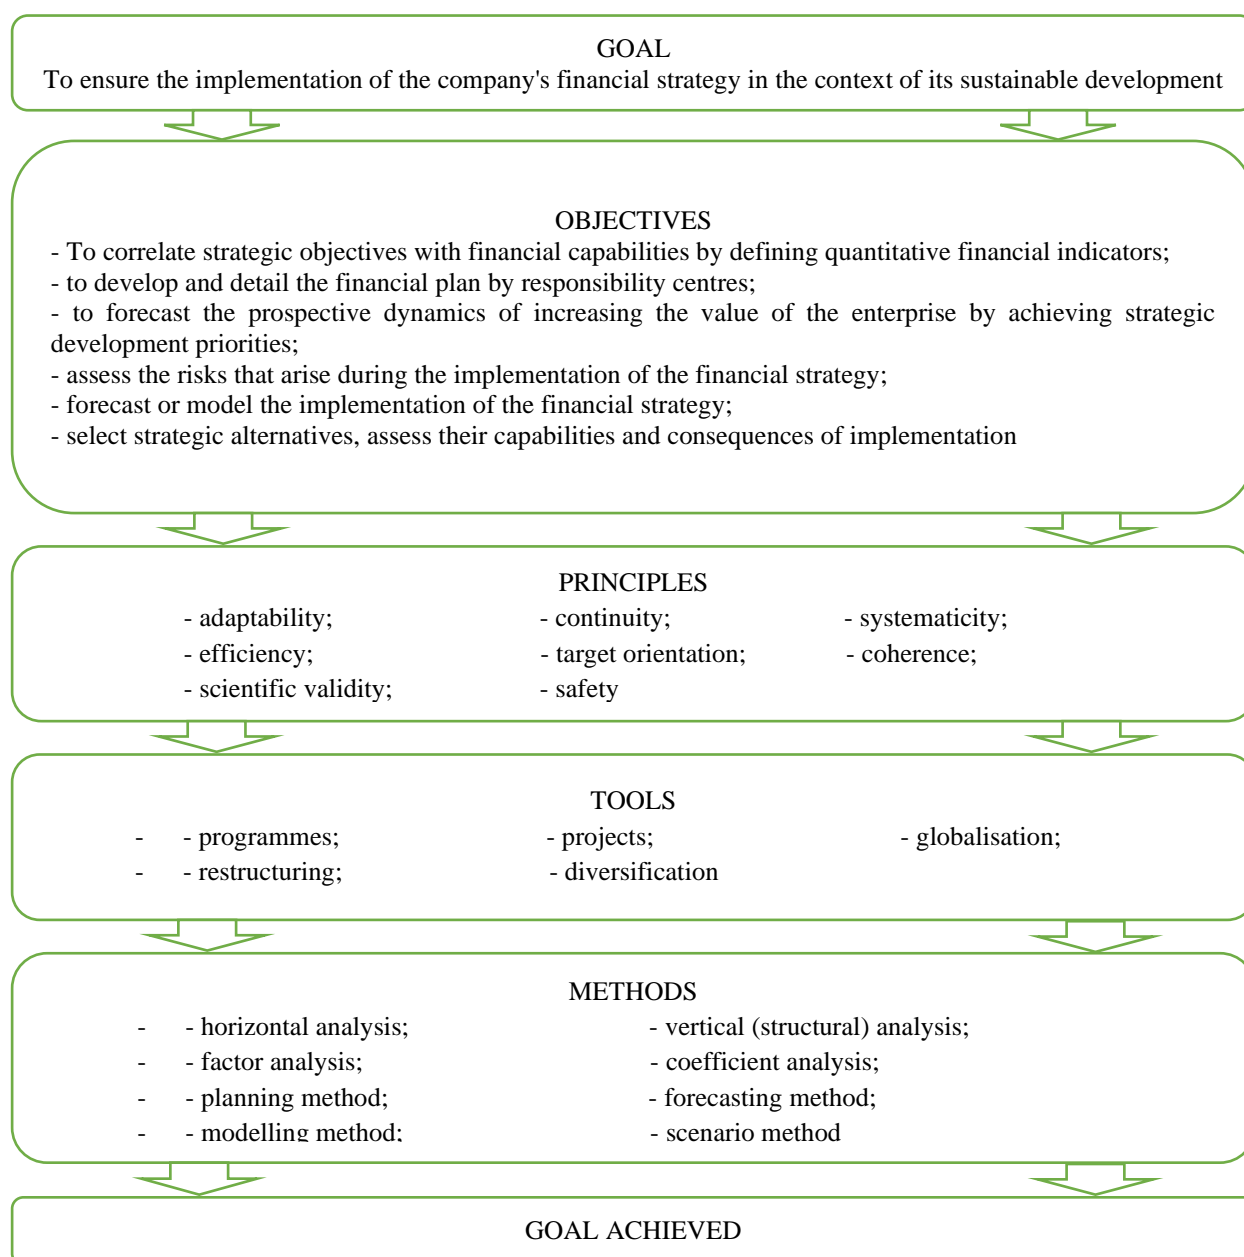 GOAL
To ensure the implementation of the company's financial strategy in the context of its sustainable development
OBJECTIVES
- To correlate strategic objectives with financial capabilities by defining quantitative financial indicators;
- to develop and detail the financial plan by responsibility centres;
- to forecast the prospective dynamics of increasing the value of the enterprise by achieving strategic
development priorities;
- assess the risks that arise during the implementation of the financial strategy;
- forecast or model the implementation of the financial strategy;
- select strategic alternatives, assess their capabilities and consequences of implementation
PRINCIPLES
- adaptability; - continuity; - systematicity;
- efficiency; - target orientation; - coherence;
- scientific validity; - safety
TOOLS
- - programmes; - projects; - globalisation;
- - restructuring; - diversification
METHODS
- - horizontal analysis; - vertical (structural) analysis;
- - factor analysis; - coefficient analysis;
- - planning method; - forecasting method;
- - modelling method; - scenario method
GOAL ACHIEVED